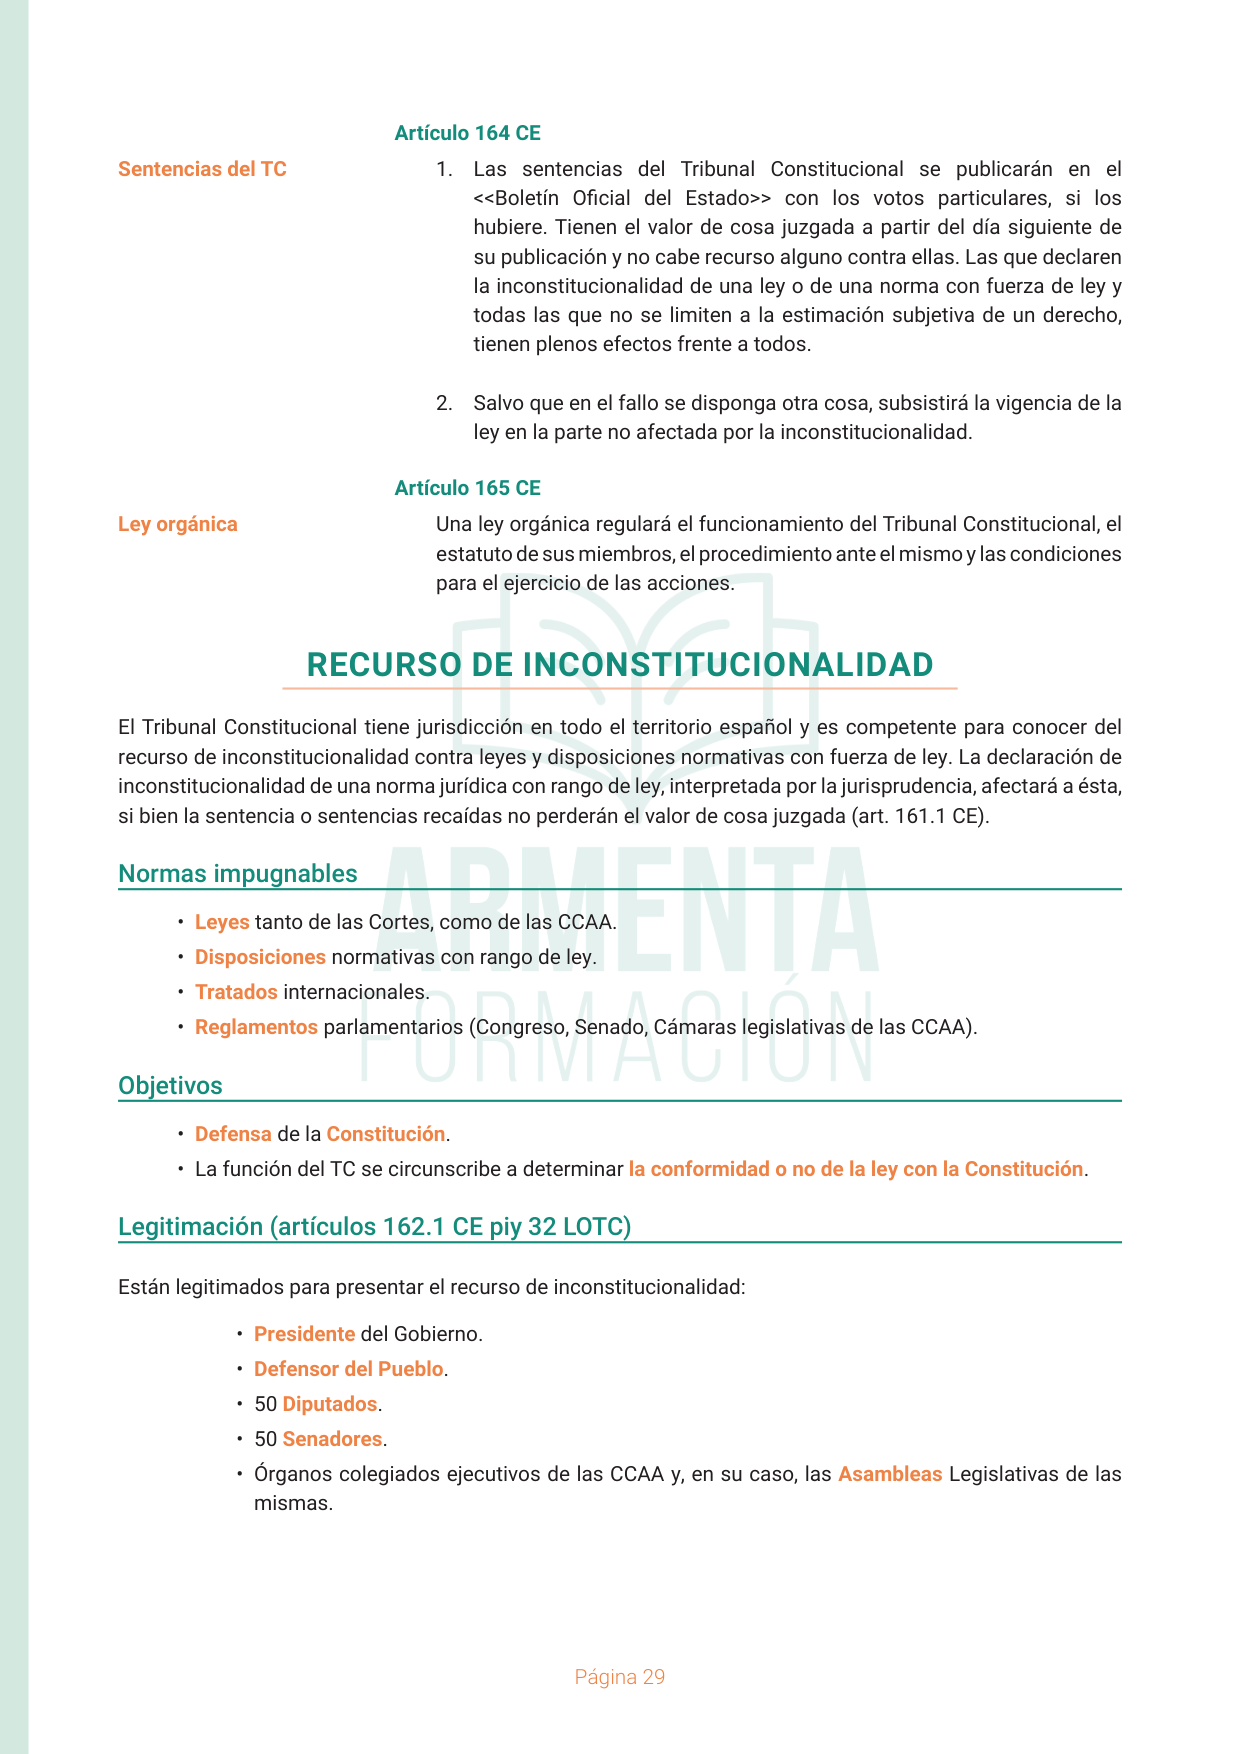 Artículo 164 CE
Sentencias del TC
1. Las sentencias del Tribunal Constitucional se publicarán en el
<<Boletín Oficial del Estado>> con los votos particulares, si los
hubiere. Tienen el valor de cosa juzgada a partir del día siguiente de
su publicación y no cabe recurso alguno contra ellas. Las que declaren
la inconstitucionalidad de una ley o de una norma con fuerza de ley y
todas las que no se limiten a la estimación subjetiva de un derecho,
tienen plenos efectos frente a todos.
2. Salvo que en el fallo se disponga otra cosa, subsistirá la vigencia de la
ley en la parte no afectada por la inconstitucionalidad.
Artículo 165 CE
Ley orgánica
Una ley orgánica regulará el funcionamiento del Tribunal Constitucional, el
estatuto de sus miembros, el procedimiento ante el mismo y las condiciones
para el ejercicio de las acciones.
RECURSO DE INCONSTITUCIONALIDAD
El Tribunal Constitucional tiene jurisdicción en todo el territorio español y es competente para conocer del
recurso de inconstitucionalidad contra leyes y disposiciones normativas con fuerza de ley. La declaración de
inconstitucionalidad de una norma jurídica con rango de ley, interpretada por la jurisprudencia, afectará a ésta,
si bien la sentencia o sentencias recaídas no perderán el valor de cosa juzgada (art. 161.1 CE).
ARMENTA
FORMACIÓN
Normas impugnables
• Leyes tanto de las Cortes, como de las CCAA.
• Disposiciones normativas con rango de ley.
• Tratados internacionales.
• Reglamentos parlamentarios (Congreso, Senado, Cámaras legislativas de las CCAA).
Objetivos
• Defensa de la Constitución.
• La función del TC se circunscribe a determinar la conformidad o no de la ley con la Constitución.
Legitimación (artículos 162.1 CE piy 32 LOTC)
Están legitimados para presentar el recurso de inconstitucionalidad:
• Presidente del Gobierno.
• Defensor del Pueblo.
• 50 Diputados.
• 50 Senadores.
• Órganos colegiados ejecutivos de las CCAA y, en su caso, las Asambleas Legislativas de las
mismas.
Página 29